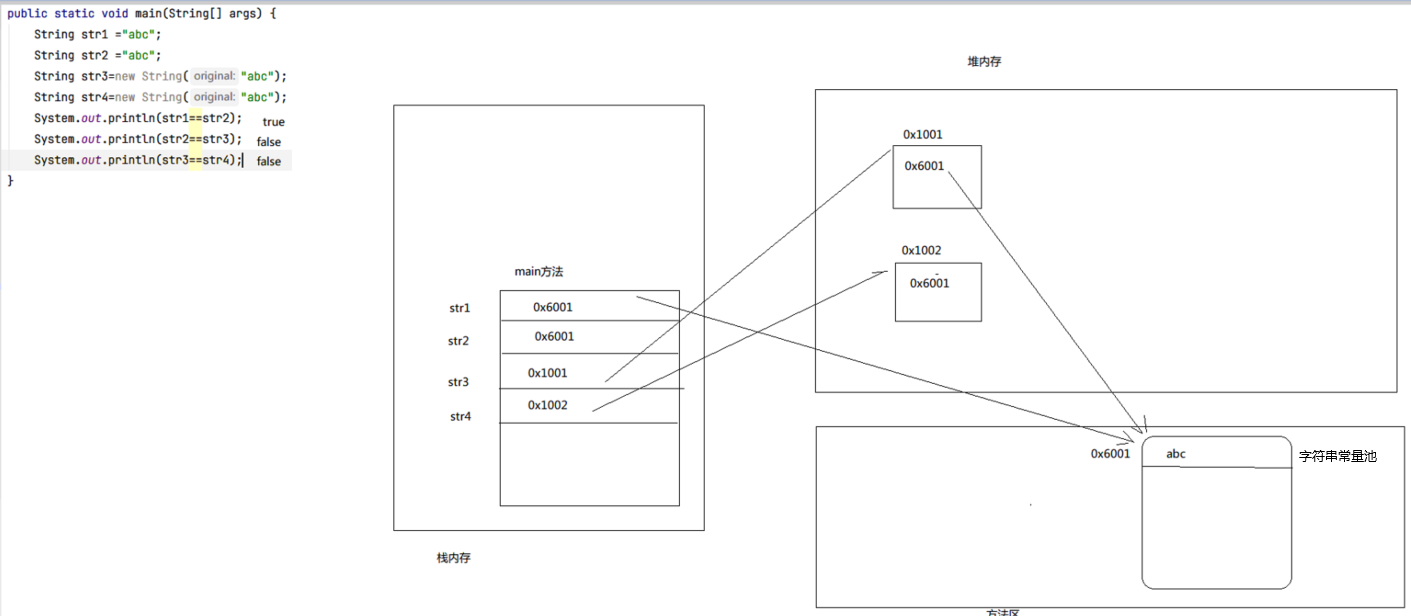 public static void main(String[] args) {
String str1 ="abc";
String str2 ="abc";
String str3=new String( original: "abc");
String str4=new String( original: "abc");
System.out.println(str1==str2); true
System.out.println(str2==str3); false
System.out.println(str3==str4); false
}
堆内存
0x1001
0x6001
0x1002
0x6001
main方法
str1 0x6001
str2 0x6001
str3 0x1001
str4 0x1002
栈内存
0x6001 abc 字符串常量池
方法区